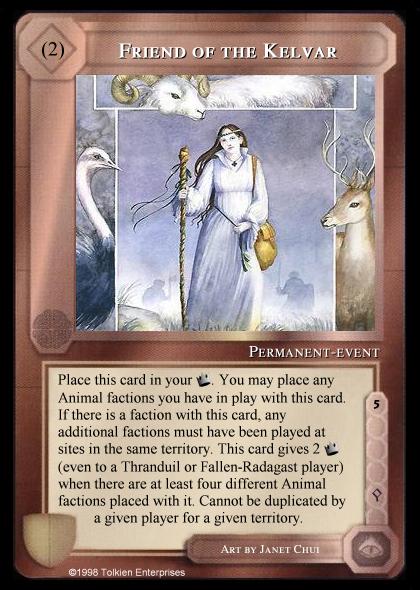 (2)
Friend of the Kelvar
Permanent-event
Place this card in your . You may place any
Animal factions you have in play with this card.
If there is a faction with this card, any
additional factions must have been played at
sites in the same territory. This card gives 2
(even to a Thranduil or Fallen-Radagast player)
when there are at least four different Animal
factions placed with it. Cannot be duplicated by
a given player for a given territory.
5
Art by Janet Chui
©1998 Tolkien Enterprises